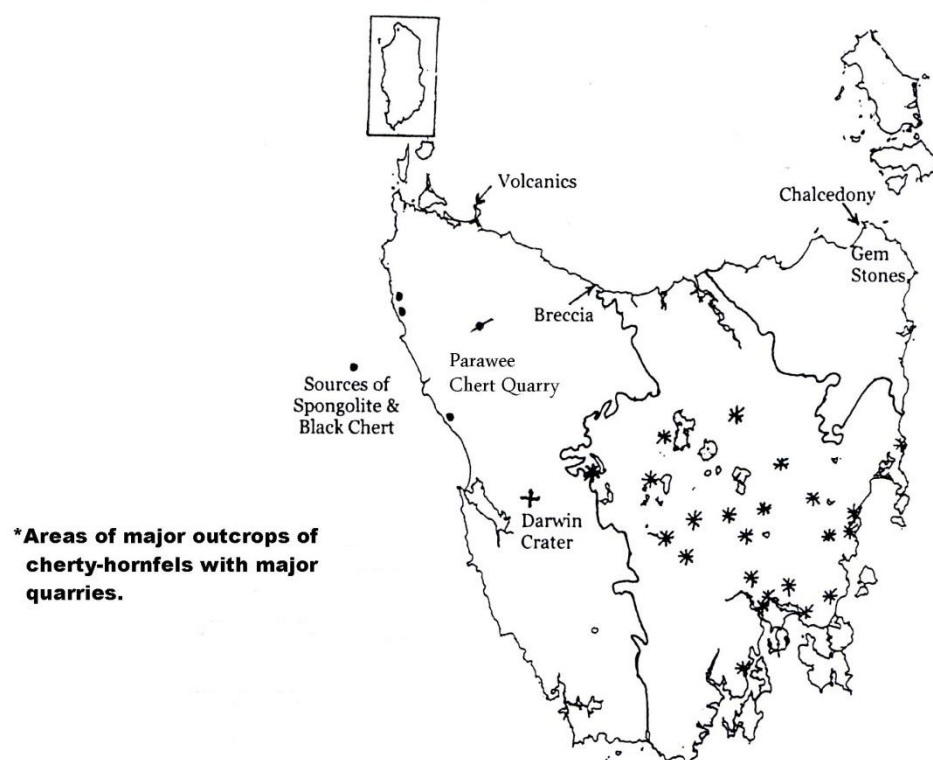 Volcanics
Chalcedony
Gem
Stones
Breccia
Parawee
Chert Quarry
Sources of
Spongolite &
Black Chert
Darwin
Crater
*Areas of major outcrops of
cherty-hornfels with major
quarries.